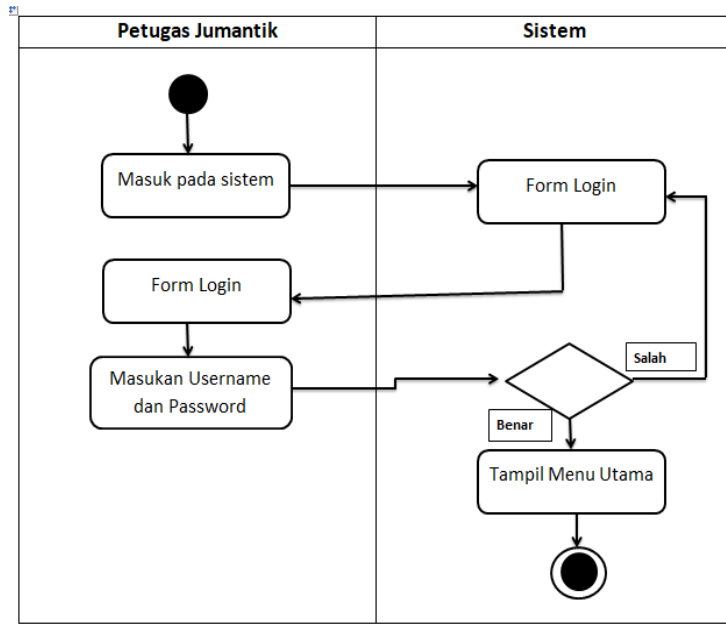 Petugas Jumantik
Sistem
Masuk pada sistem
Form Login
Form Login
Masukan Username
dan Password
Salah
Benar
Tampil Menu Utama